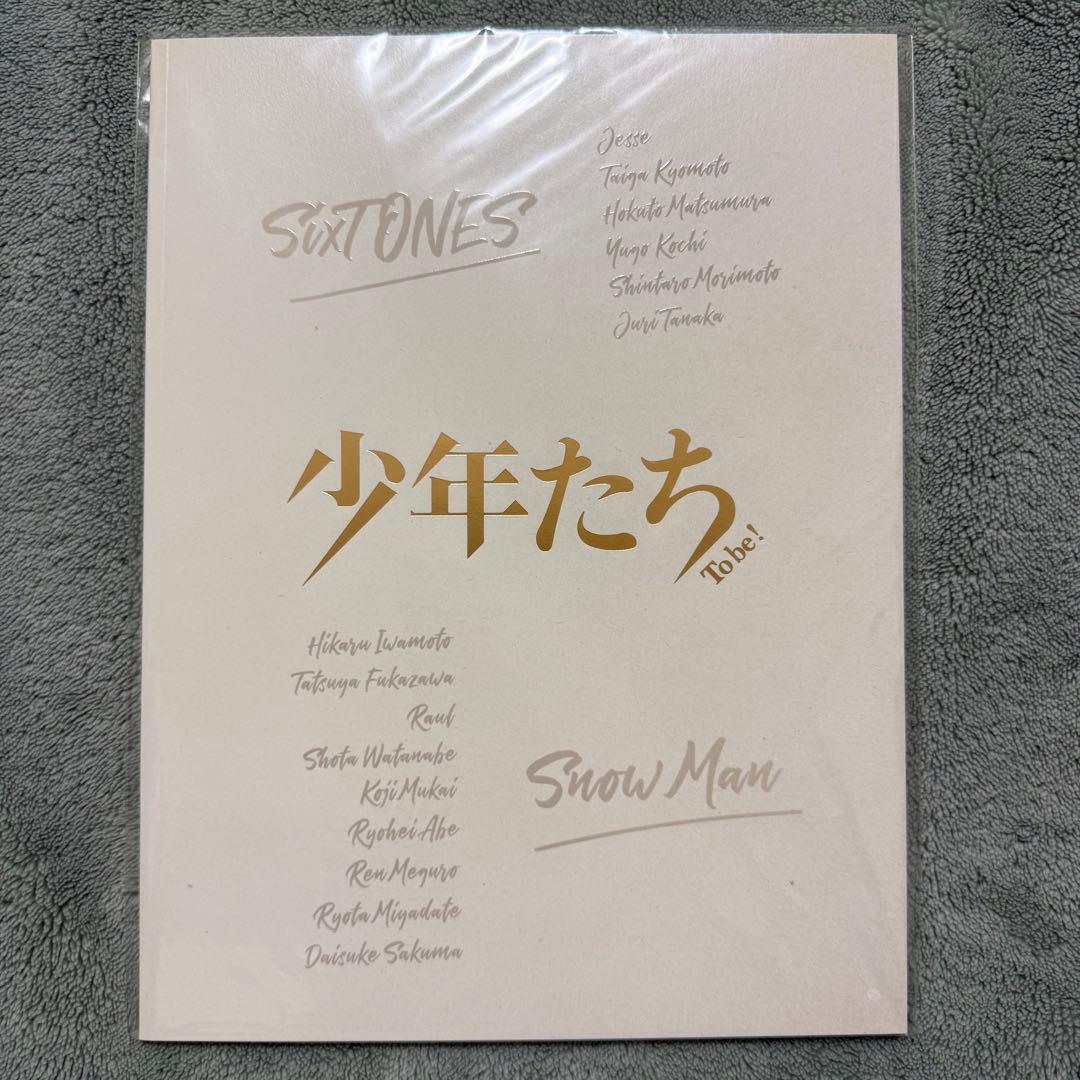 SixTONES
Jesse
Taiga Kyomoto
Hokuto Matsumura
Yugo Kochi
Shintaro Morimoto
Juri Tanaka
少年たち
To be!
Hikaru Iwamoto
Tatsuya Fukazawa
Raul
Shota Watanabe
Koji Mukai
Ryohei Abe
Ren Meguro
Ryota Miyadate
Daisuke Sakuma
Snow Man